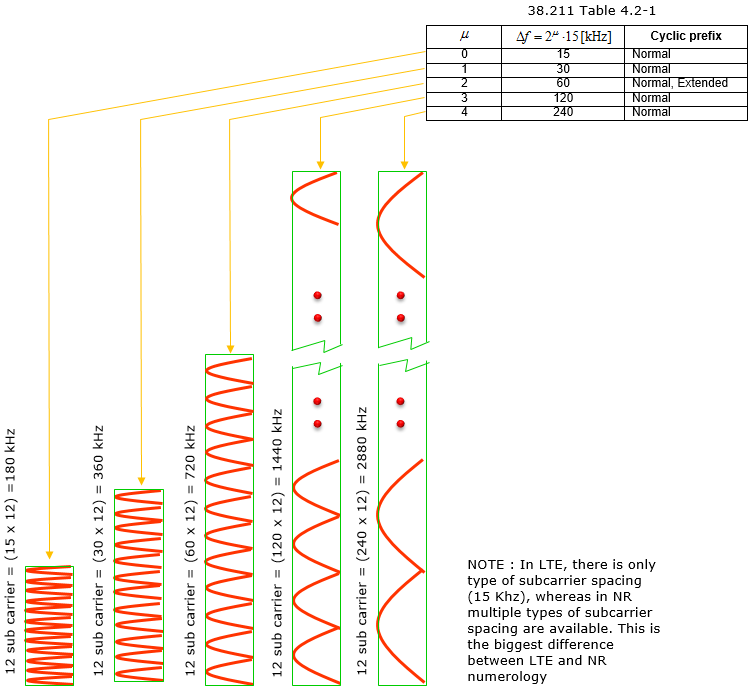 38.211 Table 4.2-1
μ Δf = 2^μ ·15 [kHz] Cyclic prefix
0 15 Normal
1 30 Normal
2 60 Normal, Extended
3 120 Normal
4 240 Normal
12 sub carrier = (15 x 12) =180 kHz
12 sub carrier = (30 x 12) = 360 kHz
12 sub carrier = (60 x 12) = 720 kHz
12 sub carrier = (120 x 12) = 1440 kHz
12 sub carrier = (240 x 12) = 2880 kHz
NOTE : In LTE, there is only
type of subcarrier spacing
(15 Khz), whereas in NR
multiple types of subcarrier
spacing are available. This is
the biggest difference
between LTE and NR
numerology